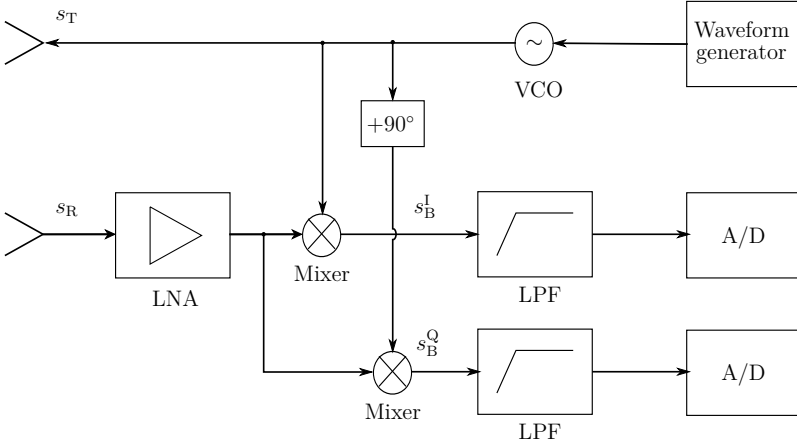 s_T
Waveform
generator
~
VCO
+90°
s_R
s_B^I
A/D
Mixer
LNA
LPF
s_B^Q
A/D
Mixer
LPF